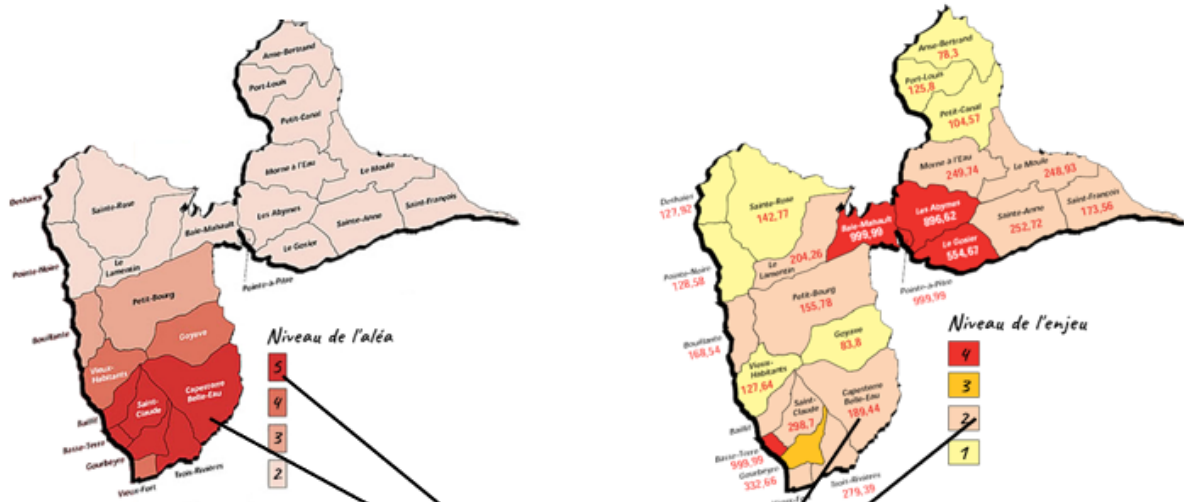 Anse-Bertrand
Port-Louis
Petit-Canal
Morne à l'Eau
Le Moule
Les Abymes
Sainte-Anne
Saint-François
Le Gosier
Pointe-à-Pitre
Deshaies
Sainte-Rose
Baie-Mahault
Pointe-Noire
Le
Lamentin
Petit-Bourg
Bouillante
Goyave
Vieux-
Habitants
Capesterre
Belle-Eau
Saint-
Claude
Baillif
Basse-Terre
Gourbeyre
Trois-Rivières
Vieux-Fort
Niveau de l'aléa
5
4
3
2
Anse-Bertrand
78,3
Port-Louis
125,8
Petit-Canal
104,57
Morne à l'Eau
249,74
Le Moule
248,93
Les Abymes
896,62
Sainte-Anne
252,72
Saint-François
173,56
Le Gosier
554,67
Pointe-à-Pitre
999,99
Deshaies
127,92
Sainte-Rose
142,77
Baie-Mahault
999,99
Pointe-Noire
128,58
Le
Lamentin
204,26
Petit-Bourg
155,78
Bouillante
168,54
Goyave
83,8
Vieux-
Habitants
127,64
Capesterre
Belle-Eau
189,44
Saint-
Claude
298,7
Baillif
Basse-Terre
999,99
Gourbeyre
332,66
Trois-Rivières
279,39
Niveau de l'enjeu
4
3
2
1